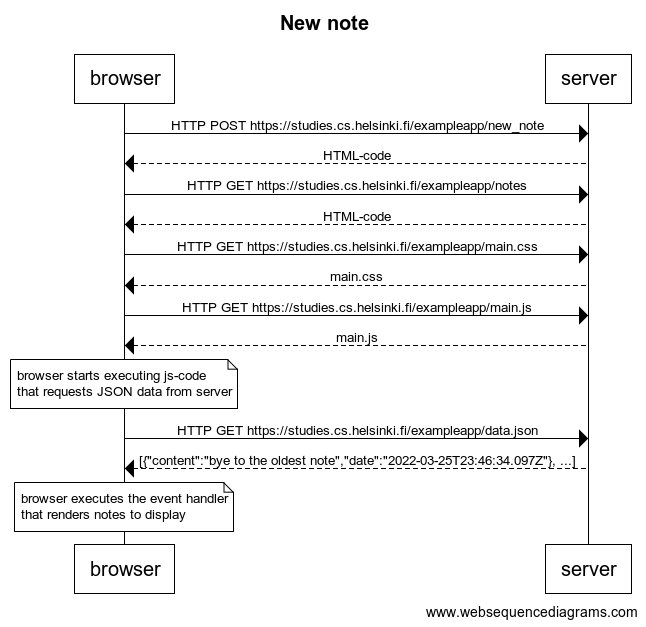 New note
browser server
HTTP POST https://studies.cs.helsinki.fi/exampleapp/new_note
HTML-code
HTTP GET https://studies.cs.helsinki.fi/exampleapp/notes
HTML-code
HTTP GET https://studies.cs.helsinki.fi/exampleapp/main.css
main.css
HTTP GET https://studies.cs.helsinki.fi/exampleapp/main.js
main.js
browser starts executing js-code
that requests JSON data from server
HTTP GET https://studies.cs.helsinki.fi/exampleapp/data.json
[{"content":"bye to the oldest note","date":"2022-03-25T23:46:34.097Z"}, ...]
browser executes the event handler
that renders notes to display
browser server
www.websequencediagrams.com